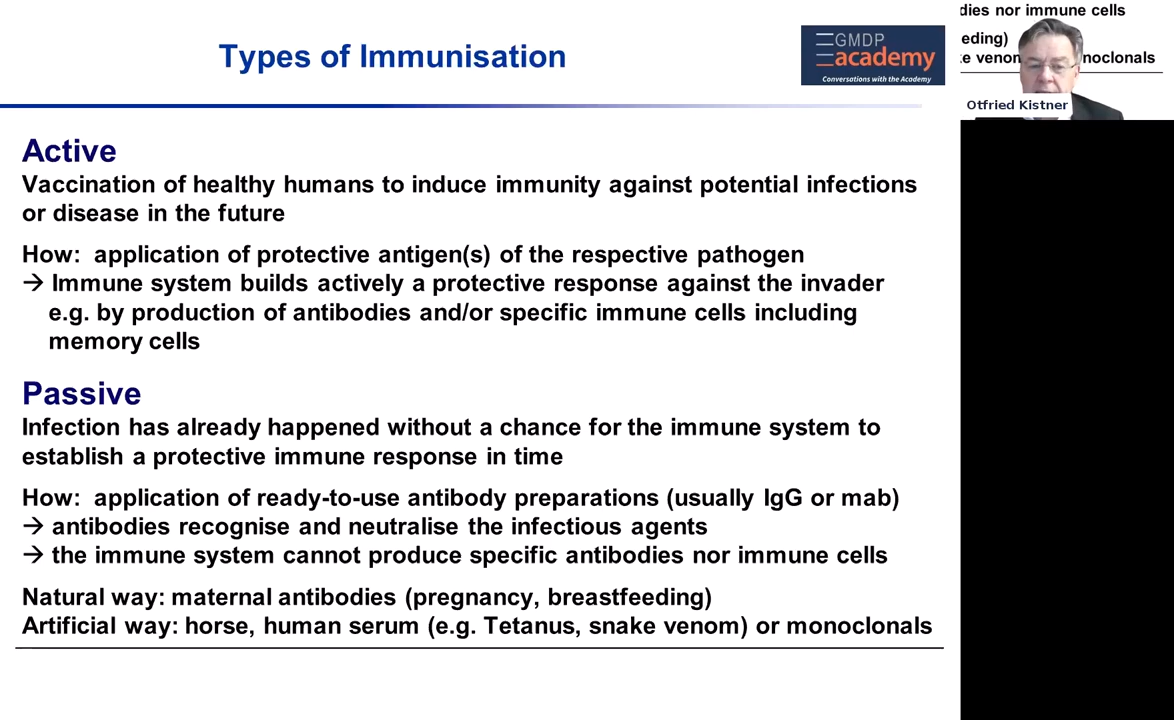 Types of Immunisation
GMDP
academy
Conversations with the Academy
Active
Vaccination of healthy humans to induce immunity against potential infections
or disease in the future
How:  application of protective antigen(s) of the respective pathogen
→ Immune system builds actively a protective response against the invader
e.g. by production of antibodies and/or specific immune cells including
memory cells
Passive
Infection has already happened without a chance for the immune system to
establish a protective immune response in time
How:  application of ready-to-use antibody preparations (usually IgG or mab)
→ antibodies recognise and neutralise the infectious agents
→ the immune system cannot produce specific antibodies nor immune cells
Natural way: maternal antibodies (pregnancy, breastfeeding)
Artificial way: horse, human serum (e.g. Tetanus, snake venom) or monoclonals
dies nor immune cells
eding)
ke venom noclonals
Otfried Kistner